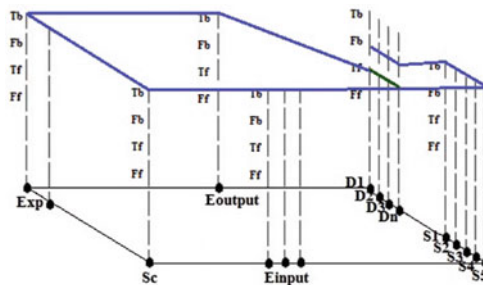 Tb
Fb
Tf
Ff
Tb
Fb
Tf
Ff
Tb
Fb
Tf
Ff
Tb
Fb
Tf
Ff
Tb
Fb
Tf
Ff
Tb
Fb
Tf
Ff
Exp
Eoutput
D1
D2
D3
Dn
Sc
Einput
S1
S2
S3
S4
S5